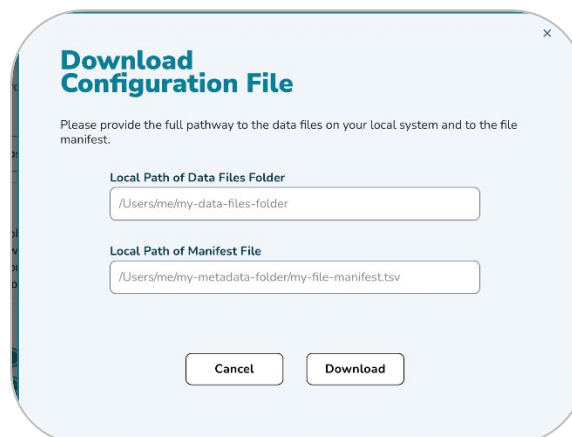 ×
Download
Configuration File
Please provide the full pathway to the data files on your local system and to the file
manifest.
Local Path of Data Files Folder
/Users/me/my-data-files-folder
Local Path of Manifest File
/Users/me/my-metadata-folder/my-file-manifest.tsv
Cancel
Download